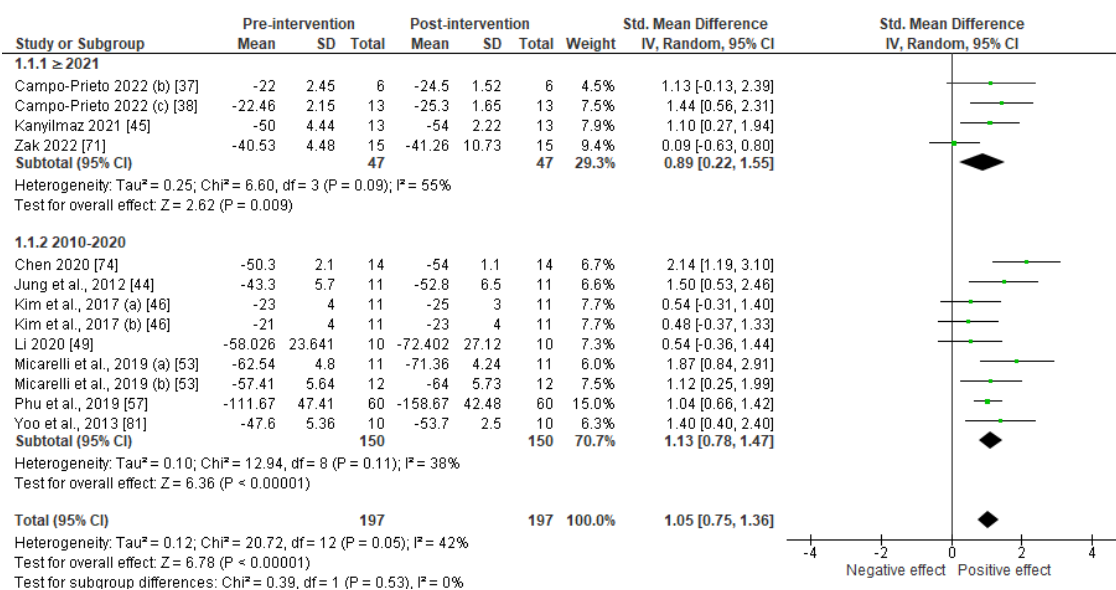 Pre-intervention Post-intervention Std. Mean Difference Std. Mean Difference
Study or Subgroup Mean SD Total Mean SD Total Weight IV, Random, 95% CI IV, Random, 95% CI
1.1.1 ≥ 2021
Campo-Prieto 2022 (b) [37] -22 2.45 6 -24.5 1.52 6 4.5% 1.13 [-0.13, 2.39]
Campo-Prieto 2022 (c) [38] -22.46 2.15 13 -25.3 1.65 13 7.5% 1.44 [0.56, 2.31]
Kanyilmaz 2021 [45] -50 4.44 13 -54 2.22 13 7.9% 1.10 [0.27, 1.94]
Zak 2022 [71] -40.53 4.48 15 -41.26 10.73 15 9.4% 0.09 [-0.63, 0.80]
Subtotal (95% CI) 47 47 29.3% 0.89 [0.22, 1.55]
Heterogeneity: Tau² = 0.25; Chi² = 6.60, df = 3 (P = 0.09); I² = 55%
Test for overall effect: Z = 2.62 (P = 0.009)
1.1.2 2010-2020
Chen 2020 [74] -50.3 2.1 14 -54 1.1 14 6.7% 2.14 [1.19, 3.10]
Jung et al., 2012 [44] -43.3 5.7 11 -52.8 6.5 11 6.6% 1.50 [0.53, 2.46]
Kim et al., 2017 (a) [46] -23 4 11 -25 3 11 7.7% 0.54 [-0.31, 1.40]
Kim et al., 2017 (b) [46] -21 4 11 -23 4 11 7.7% 0.48 [-0.37, 1.33]
Li 2020 [49] -58.026 23.641 10 -72.402 27.12 10 7.3% 0.54 [-0.36, 1.44]
Micarelli et al., 2019 (a) [53] -62.54 4.8 11 -71.36 4.24 11 6.0% 1.87 [0.84, 2.91]
Micarelli et al., 2019 (b) [53] -57.41 5.64 12 -64 5.73 12 7.5% 1.12 [0.25, 1.99]
Phu et al., 2019 [57] -111.67 47.41 60 -158.67 42.48 60 15.0% 1.04 [0.66, 1.42]
Yoo et al., 2013 [81] -47.6 5.36 10 -53.7 2.5 10 6.3% 1.40 [0.40, 2.40]
Subtotal (95% CI) 150 150 70.7% 1.13 [0.78, 1.47]
Heterogeneity: Tau² = 0.10; Chi² = 12.94, df = 8 (P = 0.11); I² = 38%
Test for overall effect: Z = 6.36 (P < 0.00001)
Total (95% CI) 197 197 100.0% 1.05 [0.75, 1.36]
Heterogeneity: Tau² = 0.12; Chi² = 20.72, df = 12 (P = 0.05); I² = 42%
Test for overall effect: Z = 6.78 (P < 0.00001)
Test for subgroup differences: Chi² = 0.39, df = 1 (P = 0.53), I² = 0%
-4 -2 0 2 4
Negative effect Positive effect